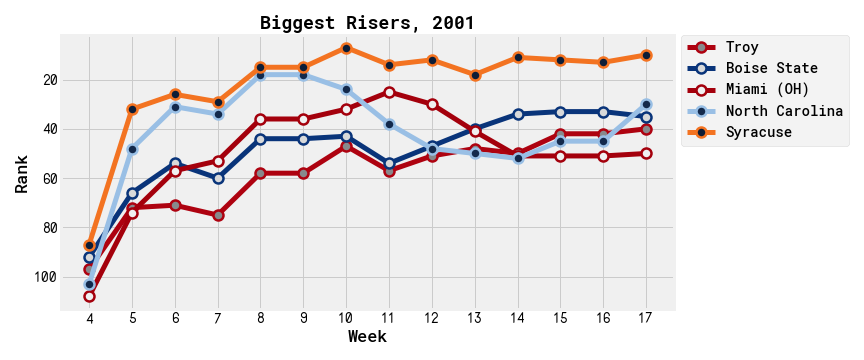 Biggest Risers, 2001
Rank
20
40
60
80
100
4 5 6 7 8 9 10 11 12 13 14 15 16 17
Week
Troy
Boise State
Miami (OH)
North Carolina
Syracuse